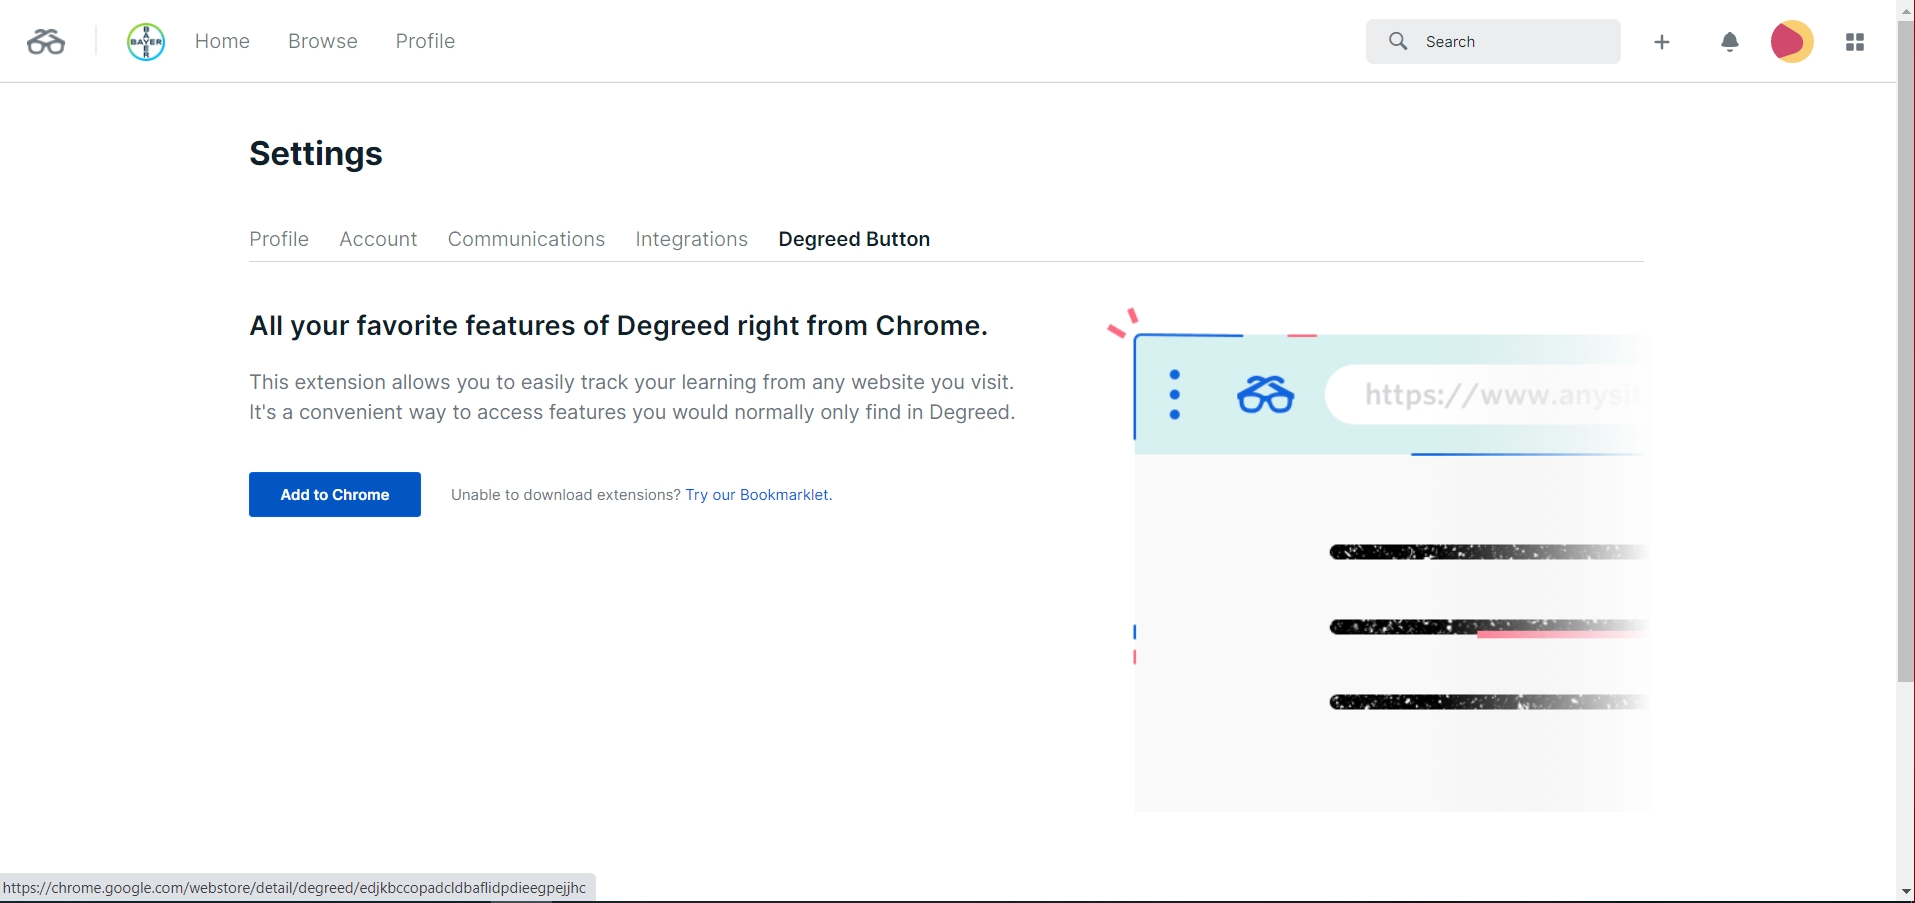 BAYER
Home
Browse
Profile
Search
Settings
Profile
Account
Communications
Integrations
Degreed Button
All your favorite features of Degreed right from Chrome.
This extension allows you to easily track your learning from any website you visit.
It's a convenient way to access features you would normally only find in Degreed.
Add to Chrome
Unable to download extensions? Try our Bookmarklet.
https://www.anysit
https://chrome.google.com/webstore/detail/degreed/edjkbccopadcldbaflidpdieegpejjhc